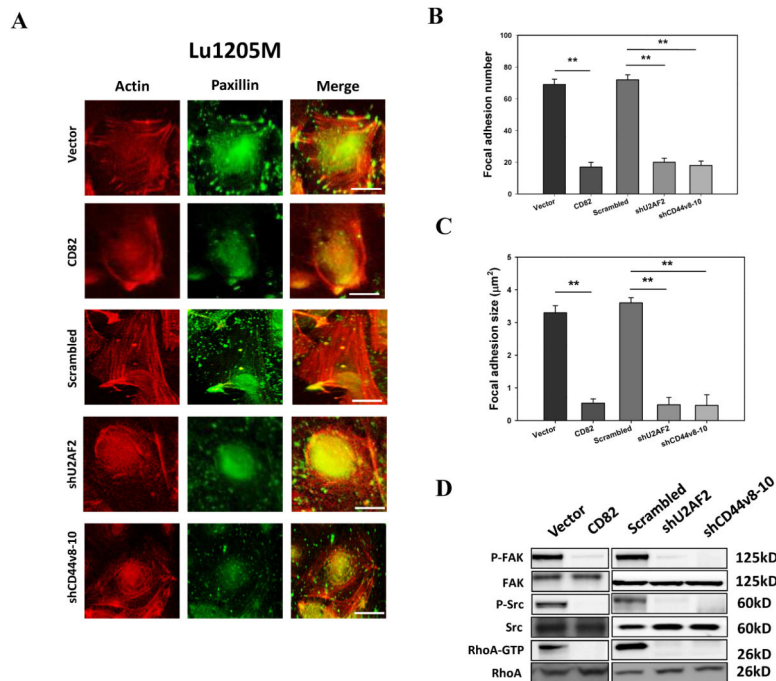 A
Lu1205M
Actin Paxillin Merge
Vector
CD82
Scrambled
shU2AF2
shCD44v8-10
B
Focal adhesion number
100
80
60
40
20
0
** ** **
Vector CD82 Scrambled shU2AF2 shCD44v8-10
C
Focal adhesion size (μm²)
5
4
3
2
1
0
** ** **
Vector CD82 Scrambled shU2AF2 shCD44v8-10
D
Vector CD82 Scrambled shU2AF2 shCD44v8-10
P-FAK 125kD
FAK 125kD
P-Src 60kD
Src 60kD
RhoA-GTP 26kD
RhoA 26kD